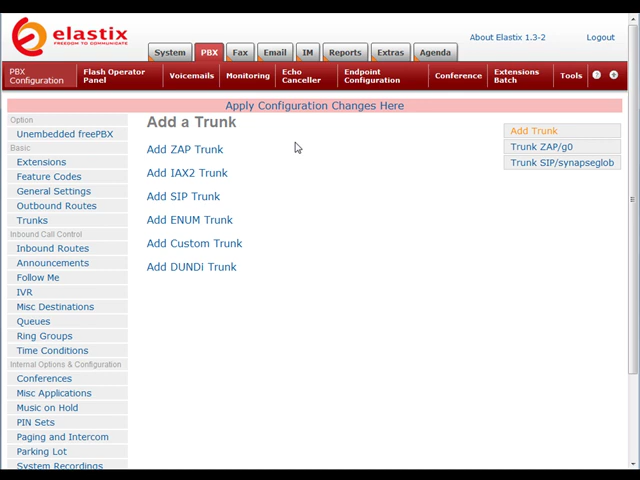 elastix
FREEDOM TO COMMUNICATE
About Elastix 1.3-2
Logout
System
PBX
Fax
Email
IM
Reports
Extras
Agenda
PBX Configuration
Flash Operator Panel
Voicemails
Monitoring
Echo Canceller
Endpoint Configuration
Conference
Extensions Batch
Tools
Apply Configuration Changes Here
Option
Unembedded freePBX
Basic
Extensions
Feature Codes
General Settings
Outbound Routes
Trunks
Inbound Call Control
Inbound Routes
Announcements
Follow Me
IVR
Misc Destinations
Queues
Ring Groups
Time Conditions
Internal Options & Configuration
Conferences
Misc Applications
Music on Hold
PIN Sets
Paging and Intercom
Parking Lot
System Recordings
Add a Trunk
Add ZAP Trunk
Add IAX2 Trunk
Add SIP Trunk
Add ENUM Trunk
Add Custom Trunk
Add DUNDi Trunk
Add Trunk
Trunk ZAP/g0
Trunk SIP/synapseglob